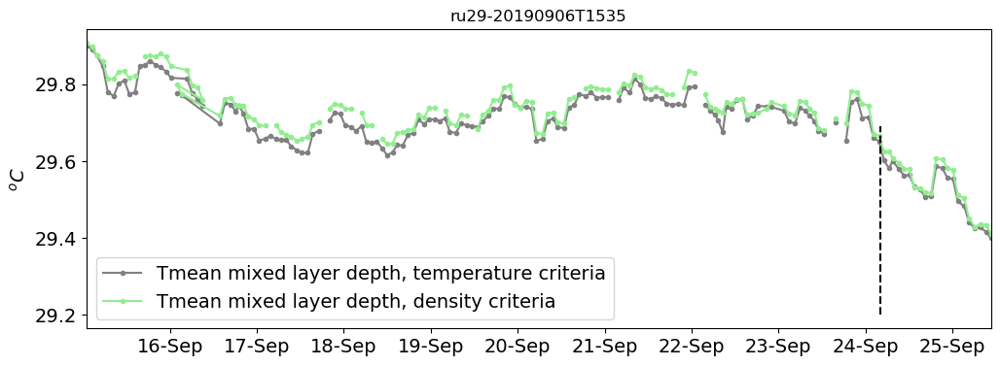 ru29-20190906T1535
°C
29.8
29.6
29.4
29.2
Tmean mixed layer depth, temperature criteria
Tmean mixed layer depth, density criteria
16-Sep 17-Sep 18-Sep 19-Sep 20-Sep 21-Sep 22-Sep 23-Sep 24-Sep 25-Sep